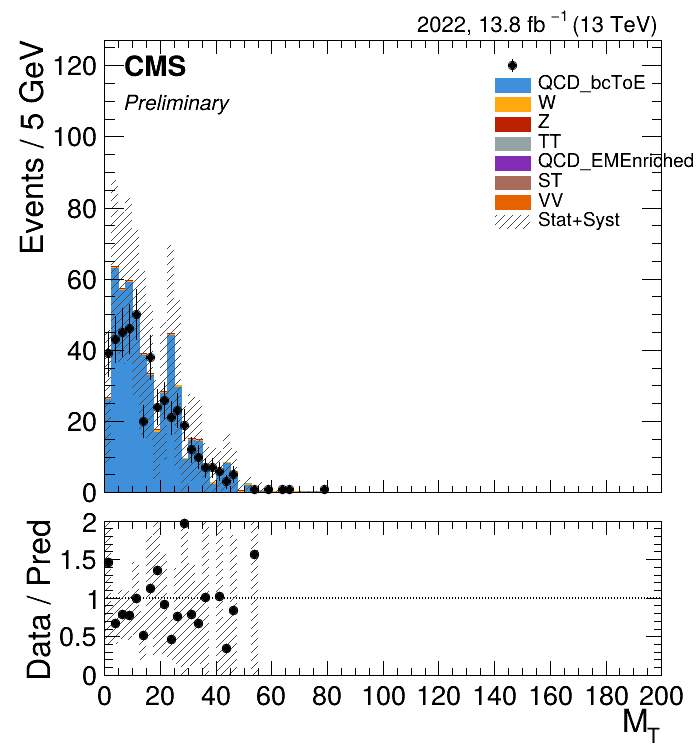 2022, 13.8 fb⁻¹ (13 TeV)
CMS
Preliminary
QCD_bcToE
W
Z
TT
QCD_EMEnriched
ST
VV
Stat+Syst
Events / 5 GeV
120
100
80
60
40
20
0
Data / Pred
2
1.5
1
0.5
0
0 20 40 60 80 100 120 140 160 180 200
M_T